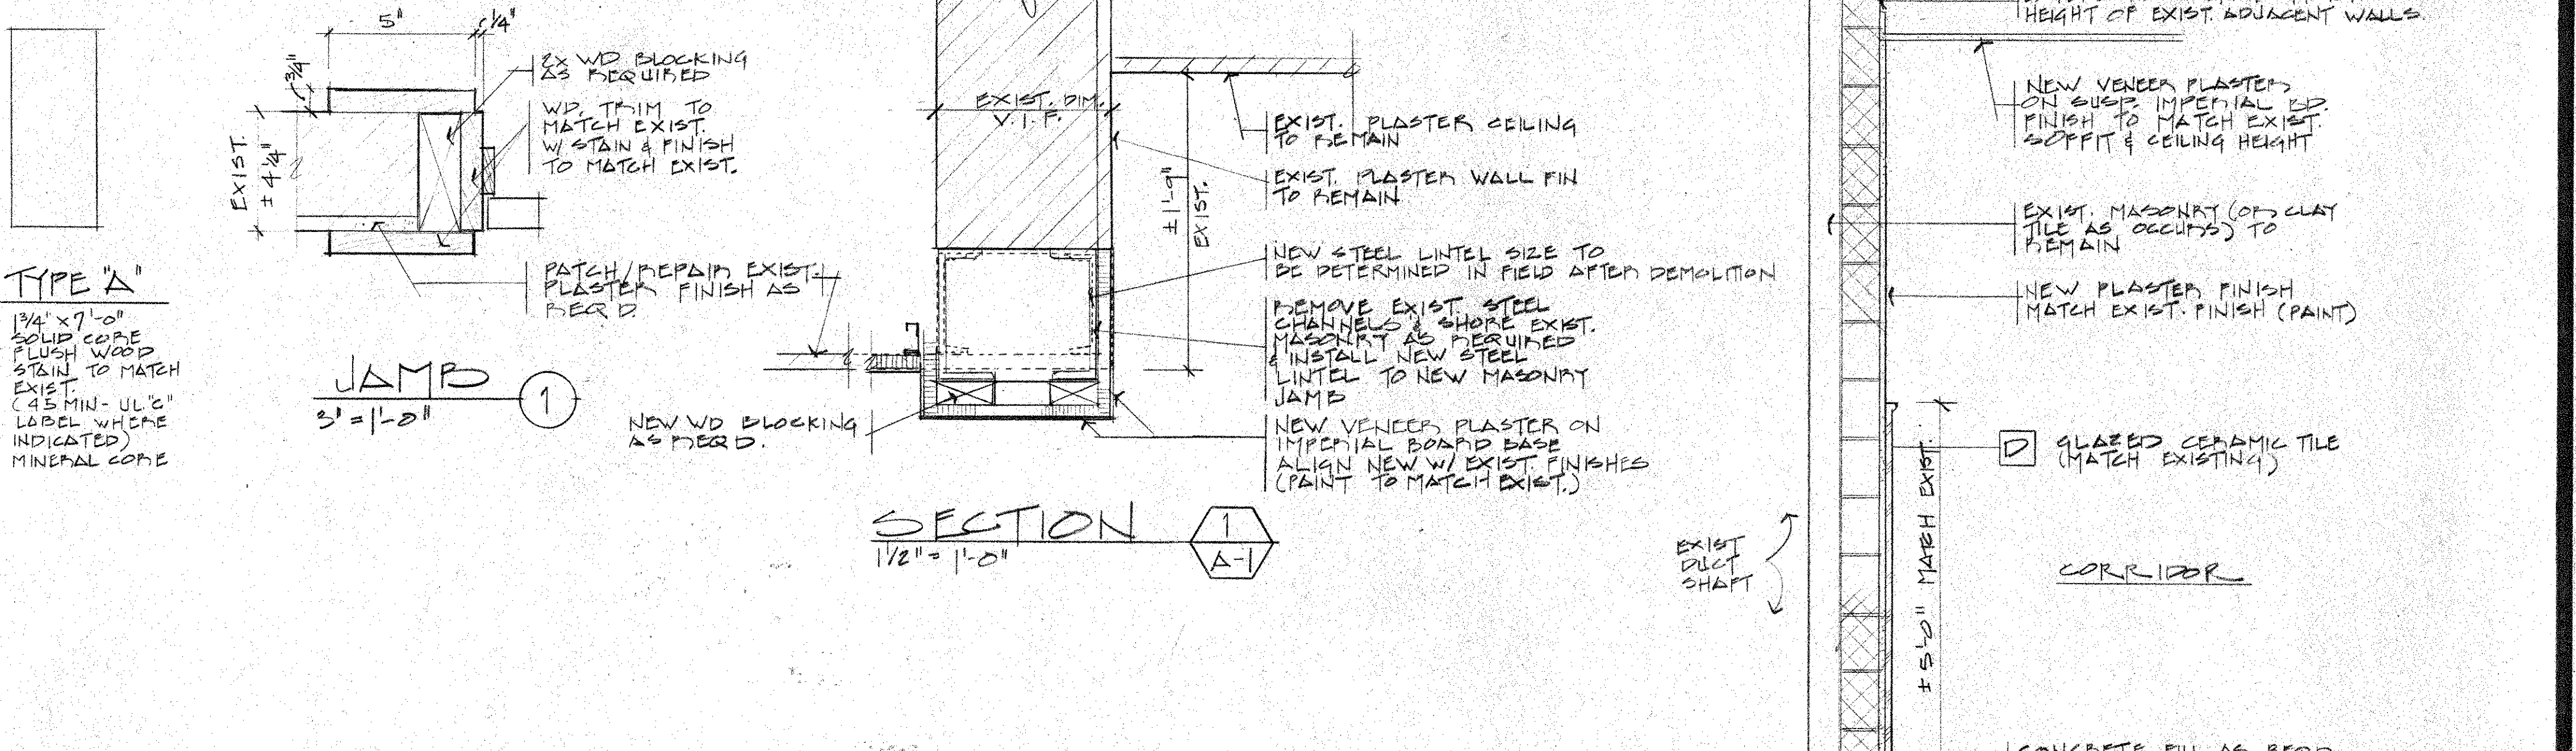 5"
1/4"
3/4"
EXIST.
± 4 1/4"
2x WD BLOCKING
AS REQUIRED
WD. TRIM TO
MATCH EXIST.
W/ STAIN & FINISH
TO MATCH EXIST.
PATCH/REPAIR EXIST.
PLASTER FINISH AS
REQ'D.
TYPE "A"
1 3/4" x 7'-0"
SOLID CORE
FLUSH WOOD
STAIN TO MATCH
EXIST.
(45 MIN- UL "C"
LABEL WHERE
INDICATED)
MINERAL CORE
JAMB
1
3" = 1'-0"
EXIST. DIM.
V.I.F.
± 1'-9"
EXIST.
EXIST. PLASTER CEILING
TO REMAIN
EXIST. PLASTER WALL FIN
TO REMAIN
NEW STEEL LINTEL SIZE TO
BE DETERMINED IN FIELD AFTER DEMOLITION
REMOVE EXIST. STEEL
CHANNELS & SHORE EXIST.
MASONRY AS REQUIRED
& INSTALL NEW STEEL
LINTEL TO NEW MASONRY
JAMB
NEW VENEER PLASTER ON
IMPERIAL BOARD BASE
ALIGN NEW W/ EXIST. FINISHES
(PAINT TO MATCH EXIST.)
NEW WD BLOCKING
AS REQ'D.
SECTION
1
A-1
1 1/2" = 1'-0"
HEIGHT OF EXIST. ADJACENT WALLS.
NEW VENEER PLASTER
ON SUSP. IMPERIAL BD.
FINISH TO MATCH EXIST.
SOFFIT & CEILING HEIGHT
EXIST. MASONRY (OR CLAY
TILE AS OCCURS) TO
REMAIN
NEW PLASTER FINISH
MATCH EXIST. FINISH (PAINT)
D GLAZED CERAMIC TILE
(MATCH EXISTING)
± 5'-0" MATCH EXIST.
EXIST
DUCT
SHAFT
CORRIDOR
CONCRETE FILL AS REQD